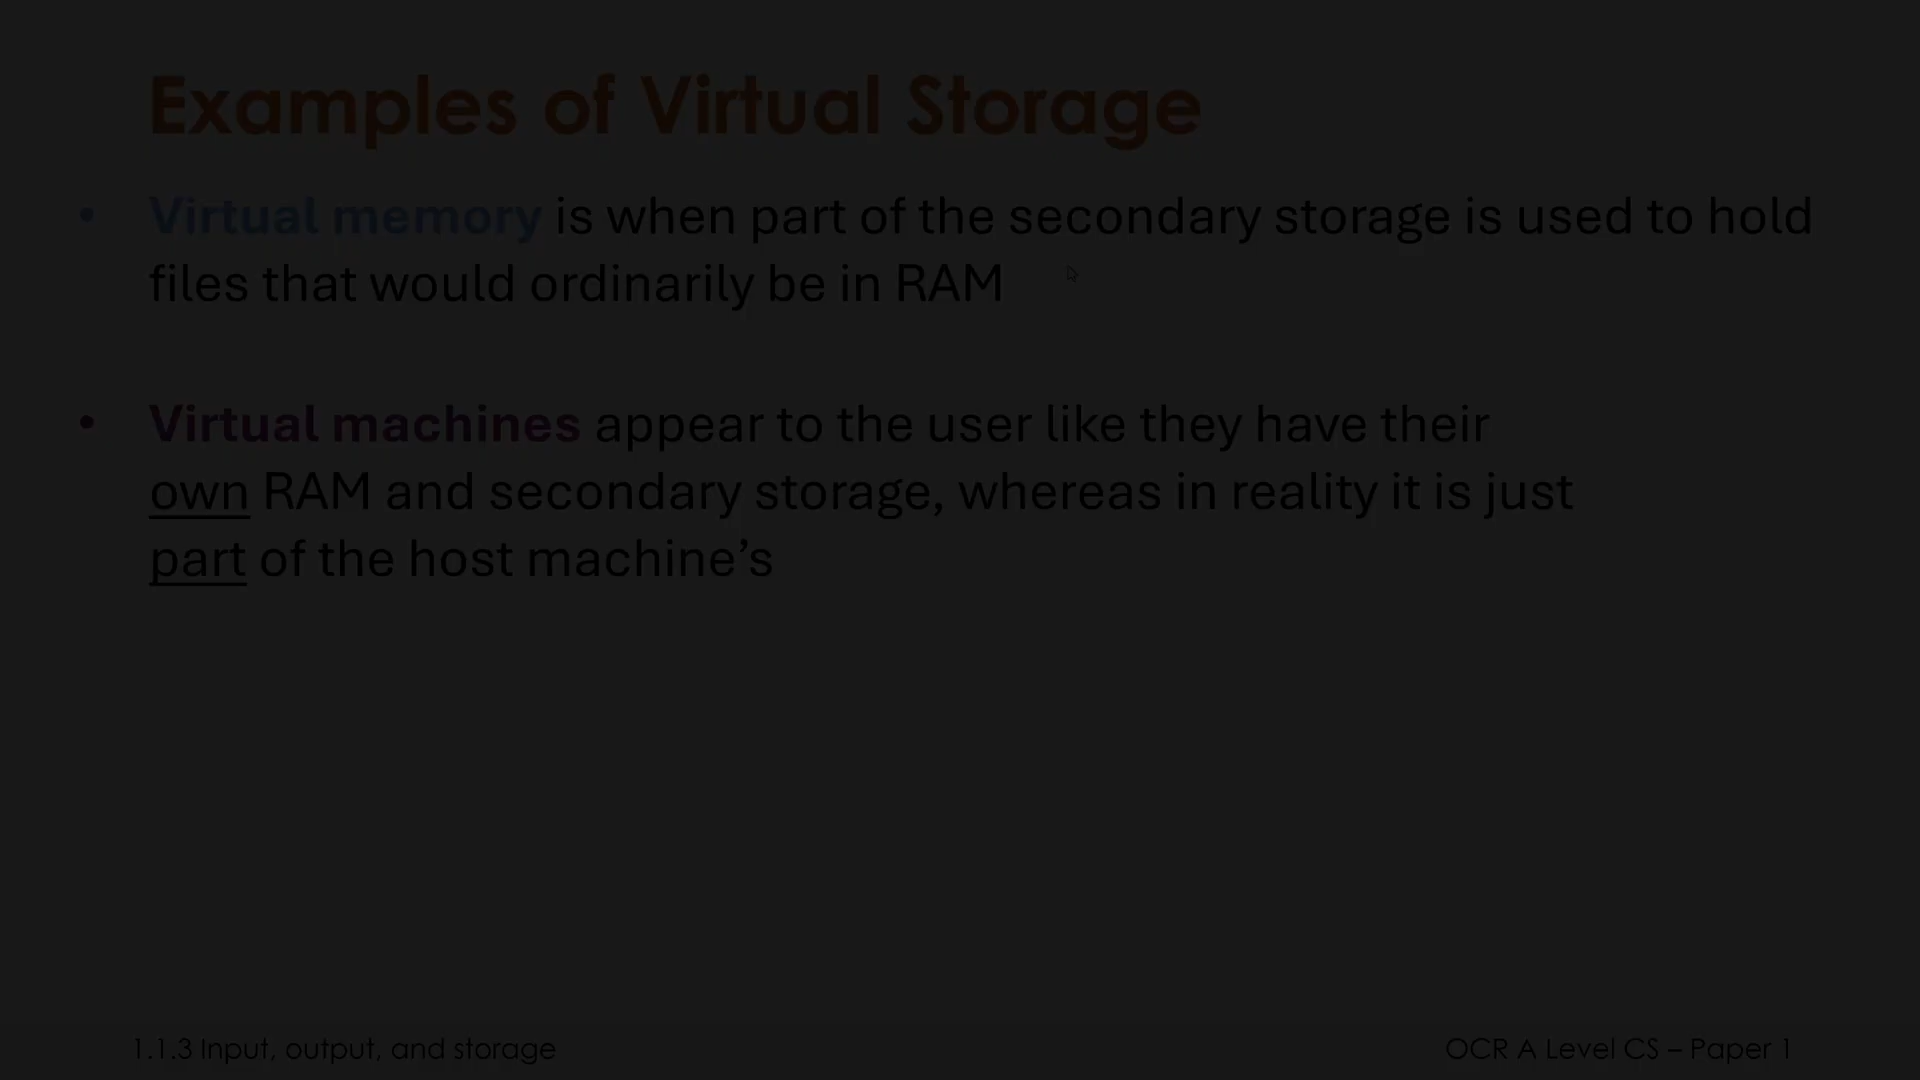 Examples of Virtual Storage
• Virtual memory is when part of the secondary storage is used to hold
files that would ordinarily be in RAM
• Virtual machines appear to the user like they have their
own RAM and secondary storage, whereas in reality it is just
part of the host machine’s
1.1.3 Input, output, and storage
OCR A Level CS – Paper 1